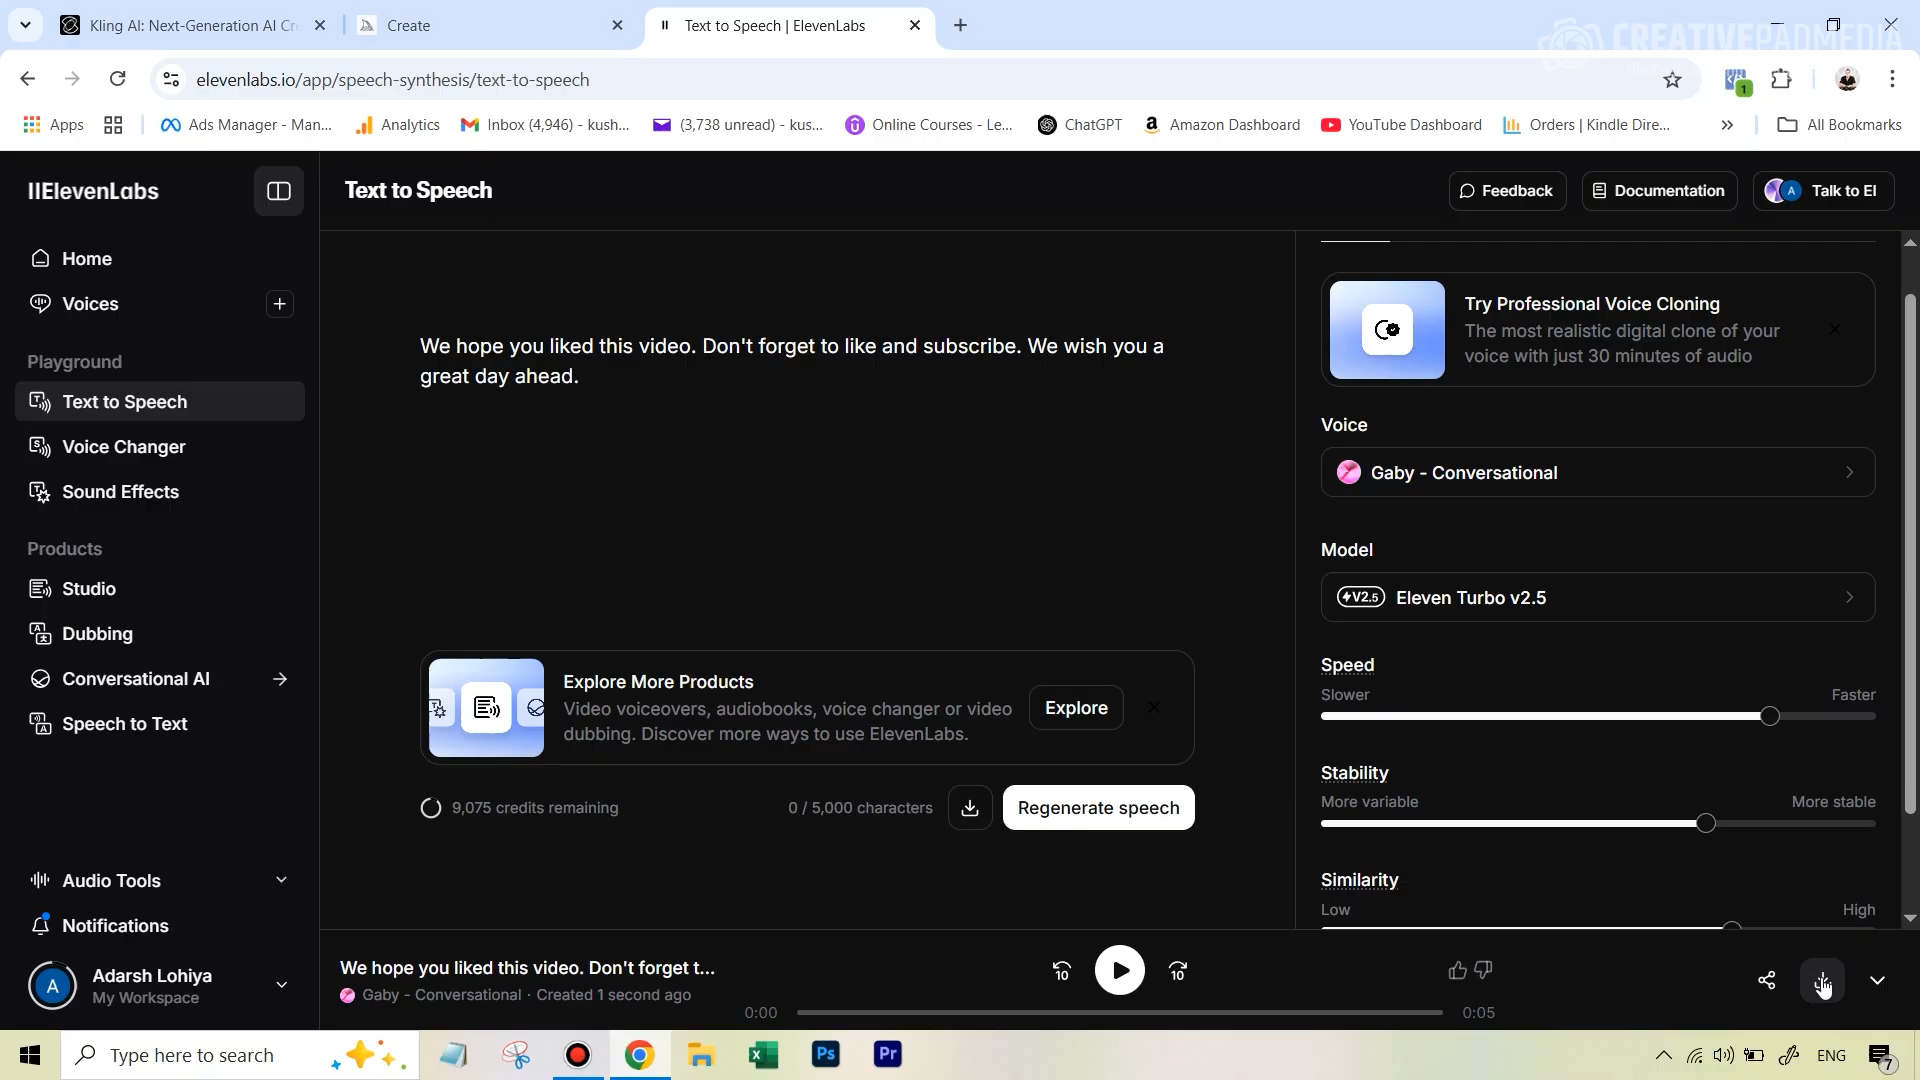 Kling AI: Next-Generation AI Cr
Create
Text to Speech | ElevenLabs
CREATIVEPADMEDIA
elevenlabs.io/app/speech-synthesis/text-to-speech
1
Apps
Ads Manager - Man...
Analytics
Inbox (4,946) - kush...
(3,738 unread) - kus...
Online Courses - Le...
ChatGPT
Amazon Dashboard
YouTube Dashboard
Orders | Kindle Dire...
All Bookmarks
IIElevenLabs
Text to Speech
Feedback
Documentation
A
Talk to El
Home
Voices
Playground
Text to Speech
Voice Changer
Sound Effects
Products
Studio
Dubbing
Conversational AI
Speech to Text
Audio Tools
Notifications
A
Adarsh Lohiya
My Workspace
We hope you liked this video. Don't forget to like and subscribe. We wish you a
great day ahead.
Explore More Products
Video voiceovers, audiobooks, voice changer or video
dubbing. Discover more ways to use ElevenLabs.
Explore
9,075 credits remaining
0 / 5,000 characters
Regenerate speech
Try Professional Voice Cloning
The most realistic digital clone of your
voice with just 30 minutes of audio
Voice
Gaby - Conversational
Model
V2.5
Eleven Turbo v2.5
Speed
Slower
Faster
Stability
More variable
More stable
Similarity
Low
High
We hope you liked this video. Don't forget t...
Gaby - Conversational · Created 1 second ago
10
10
0:00
0:05
Type here to search
Ps
Pr
ENG
7